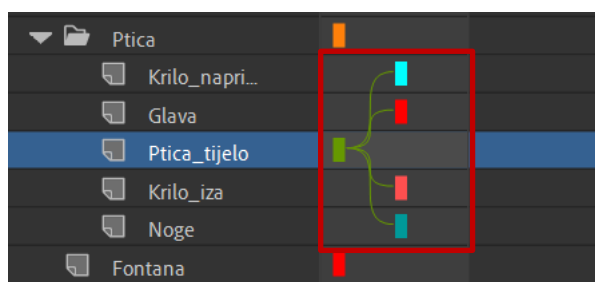 Ptica
Krilo_napri...
Glava
Ptica_tijelo
Krilo_iza
Noge
Fontana